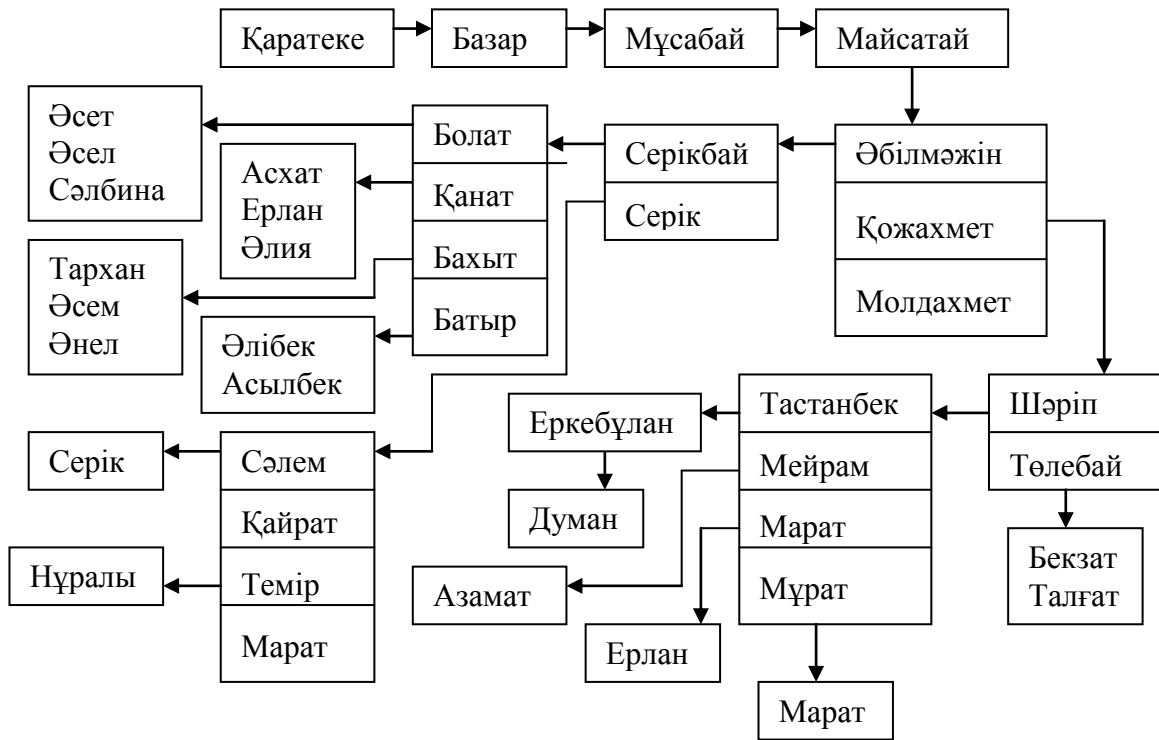 Қаратеке
Базар
Мұсабай
Майсатай
Әсет
Әсел
Сәлбина
Болат
Қанат
Бахыт
Батыр
Серікбай
Серік
Әбілмәжін
Қожахмет
Молдахмет
Асхат
Ерлан
Әлия
Тархан
Әсем
Әнел
Әлібек
Асылбек
Еркебұлан
Тастанбек
Мейрам
Марат
Мұрат
Шәріп
Төлебай
Серік
Сәлем
Қайрат
Темір
Марат
Думан
Нұралы
Азамат
Ерлан
Бекзат
Талғат
Марат